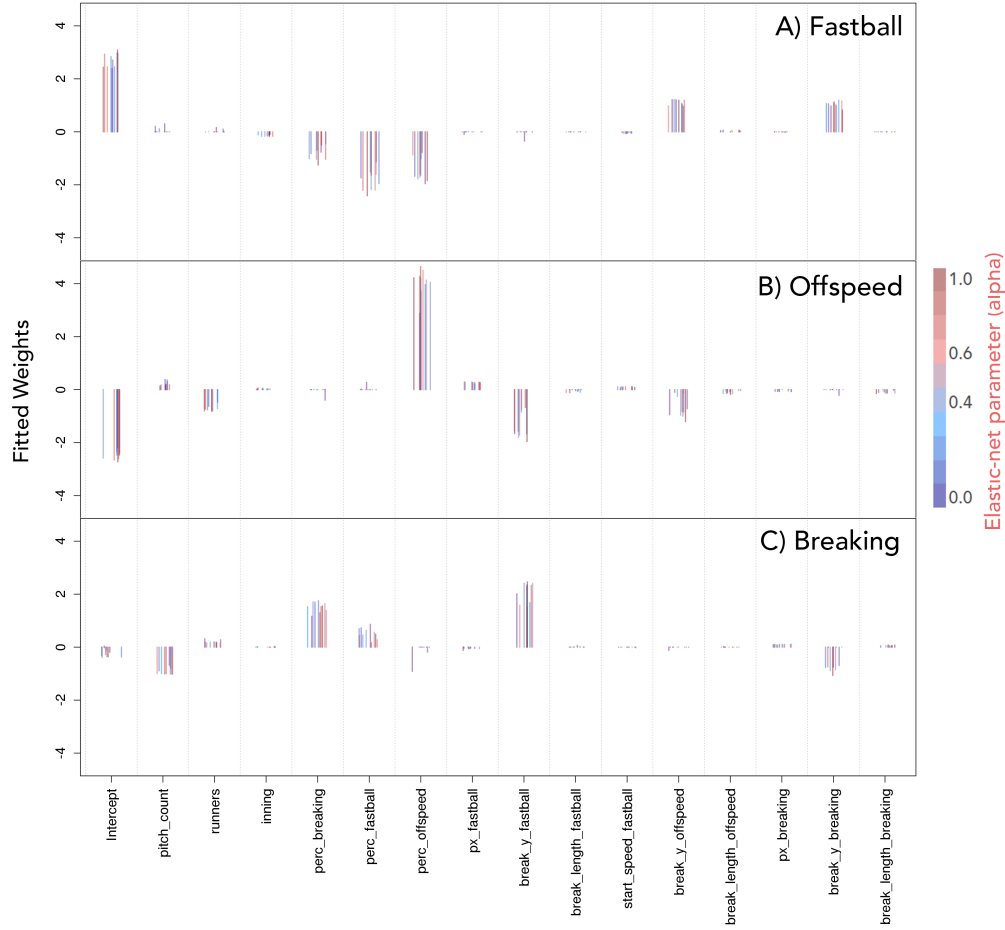 A) Fastball
4
2
0
-2
-4
B) Offspeed
4
2
0
-2
-4
C) Breaking
4
2
0
-2
-4
Fitted Weights
1.0
0.6
0.4
0.0
Elastic-net parameter (alpha)
Intercept
pitch_count
runners
inning
perc_breaking
perc_fastball
perc_offspeed
px_fastball
break_y_fastball
break_length_fastball
start_speed_fastball
break_y_offspeed
break_length_offspeed
px_breaking
break_y_breaking
break_length_breaking